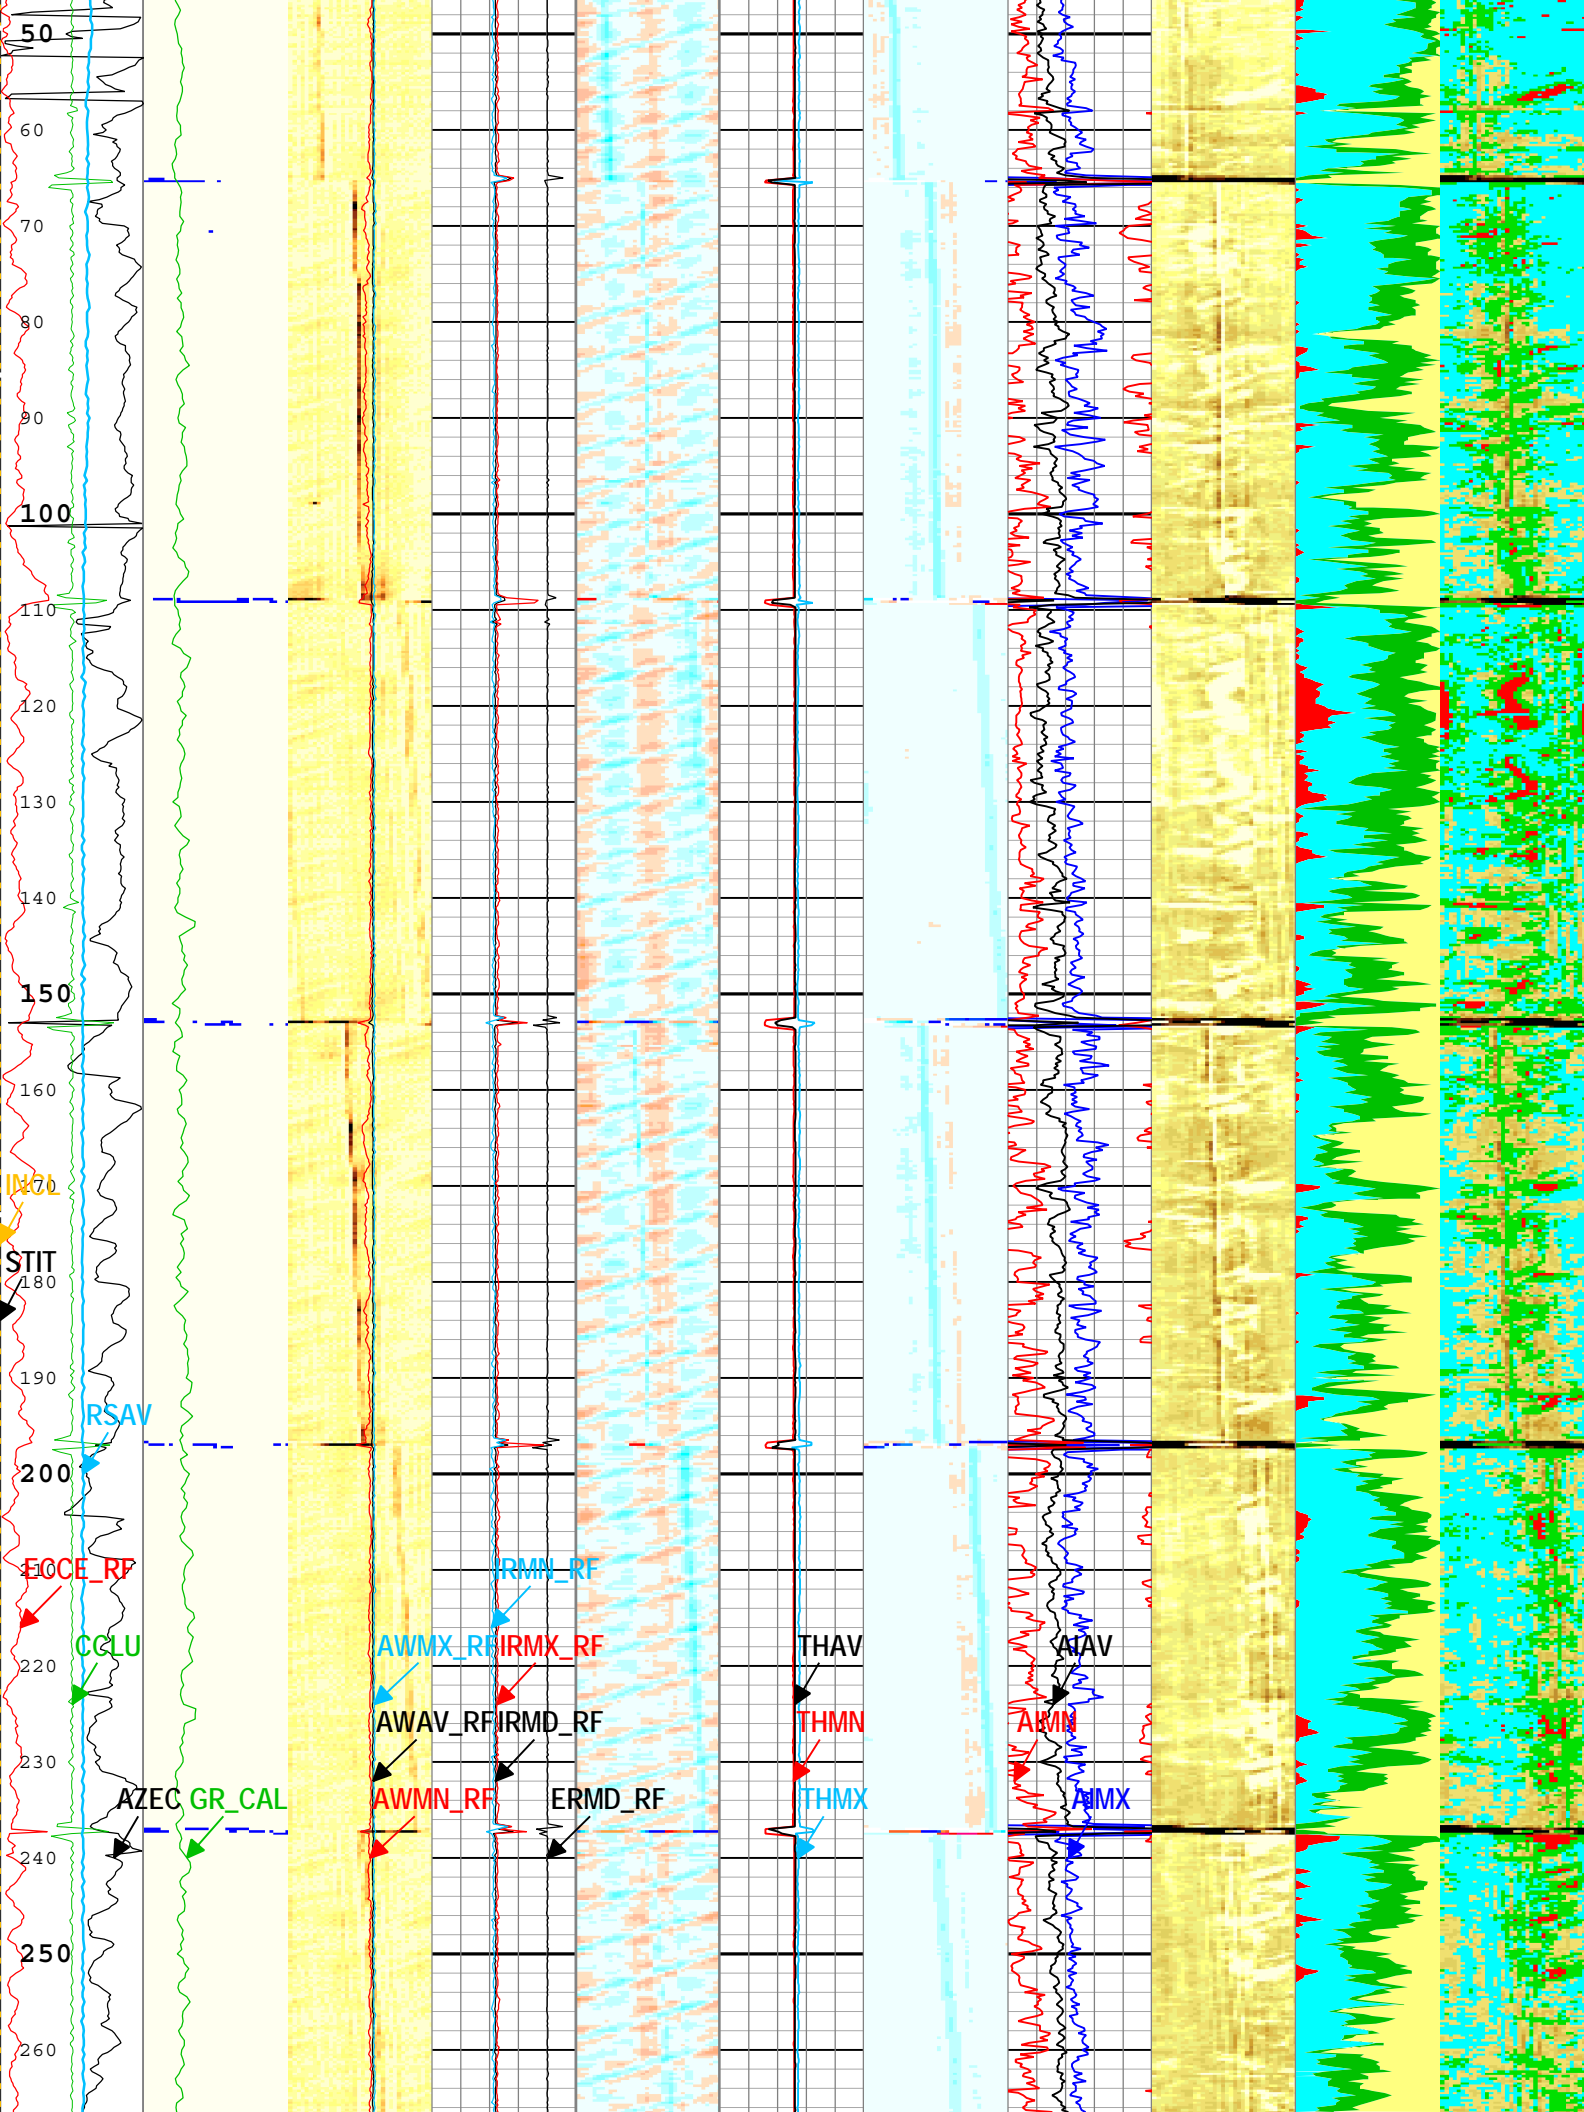 50
60
70
80
90
100
110
120
130
140
150
160
INCL 170
STIT
180
190
RSAV
200
ECCE_RF 210 IRMN_RF
CCLU AWMX_RF IRMX_RF THAV AIAV
220
AWAV_RF IRMD_RF THMN AIMN
230
AZEC GR_CAL AWMN_RF ERMD_RF THMX AIMX
240
250
260